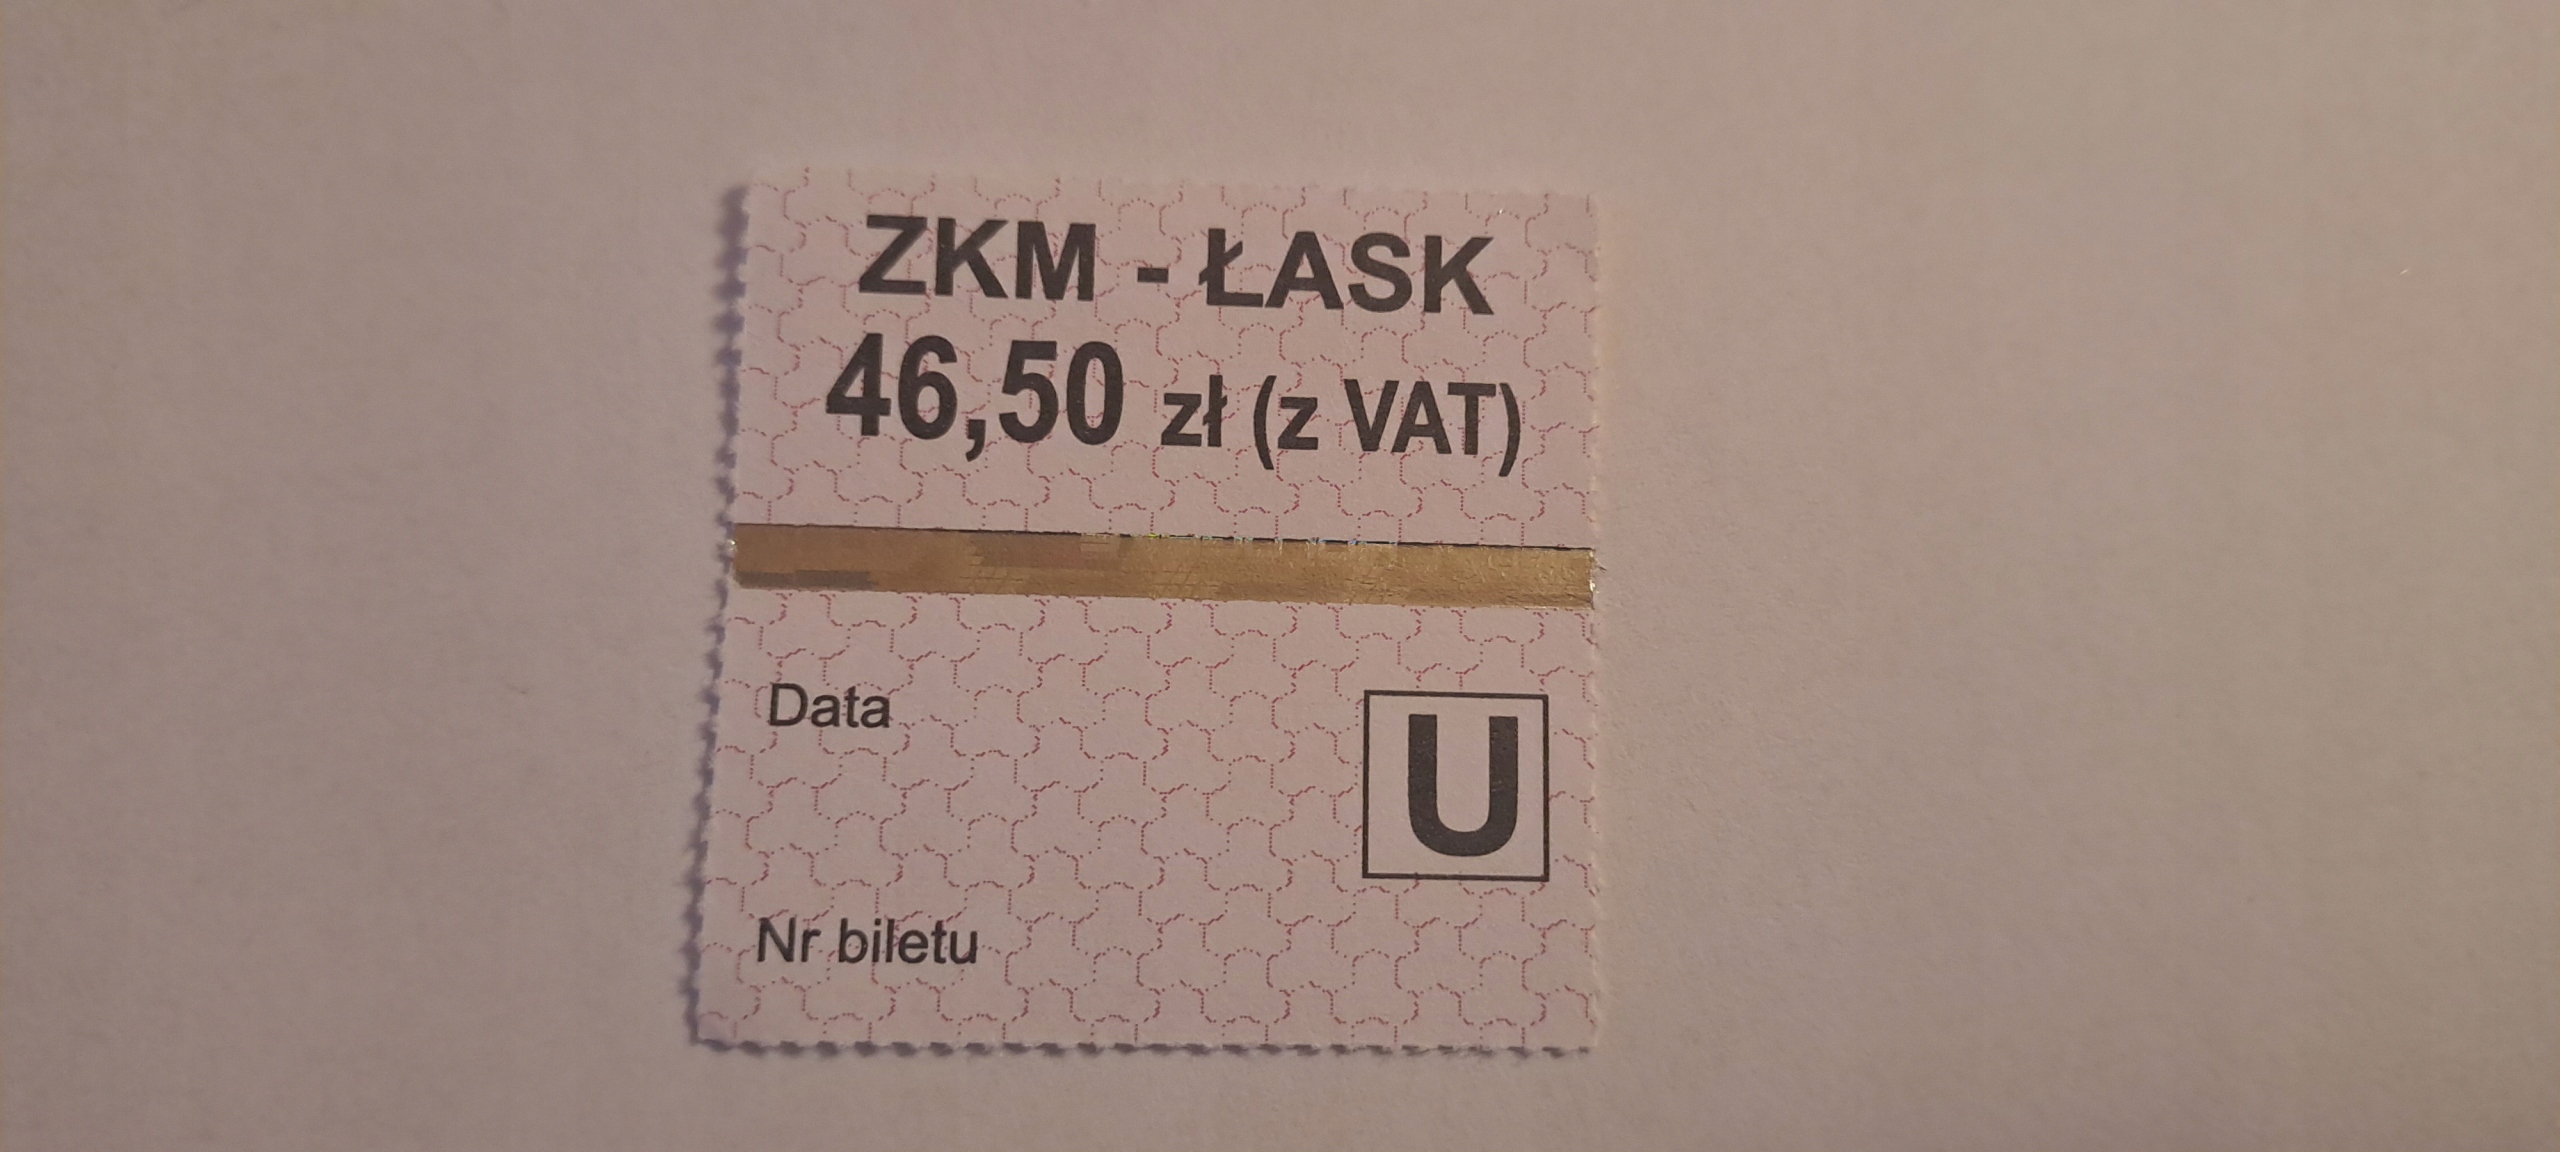 ZKM - ŁASK
46,50 zł (z VAT)
Data
U
Nr biletu